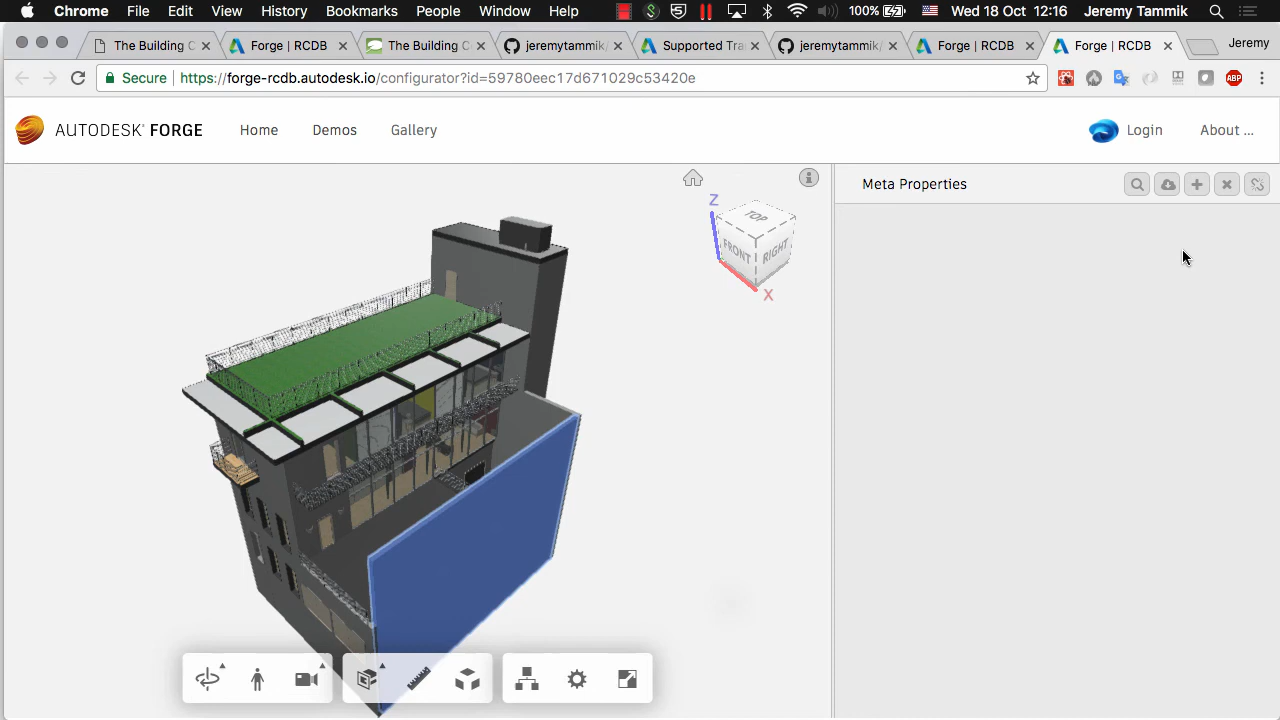 Chrome File Edit View History Bookmarks People Window Help 100% Wed 18 Oct 12:16 Jeremy Tammik
The Building C Forge | RCDB The Building C jeremytammik/ Supported Tra jeremytammik/ Forge | RCDB Forge | RCDB Jeremy
Secure https://forge-rcdb.autodesk.io/configurator?id=59780eec17d671029c53420e ABP
AUTODESK® FORGE Home Demos Gallery Login About ...
Meta Properties
Z
TOP
FRONT RIGHT
X